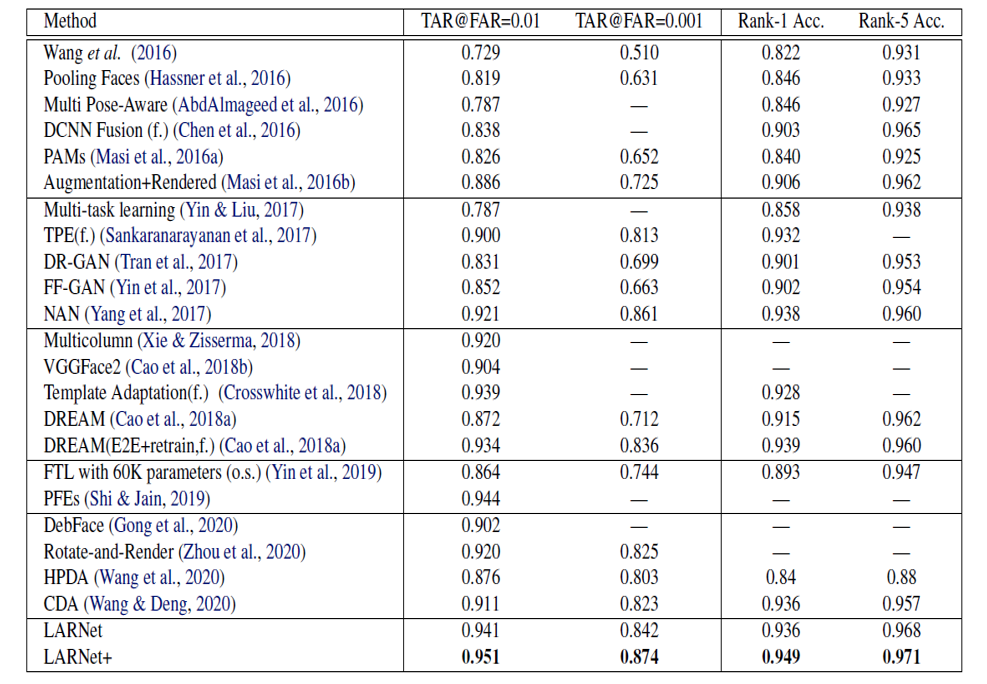 Method TAR@FAR=0.01 TAR@FAR=0.001 Rank-1 Acc. Rank-5 Acc.
Wang et al. (2016) 0.729 0.510 0.822 0.931
Pooling Faces (Hassner et al., 2016) 0.819 0.631 0.846 0.933
Multi Pose-Aware (AbdAlmageed et al., 2016) 0.787 — 0.846 0.927
DCNN Fusion (f.) (Chen et al., 2016) 0.838 — 0.903 0.965
PAMs (Masi et al., 2016a) 0.826 0.652 0.840 0.925
Augmentation+Rendered (Masi et al., 2016b) 0.886 0.725 0.906 0.962
Multi-task learning (Yin & Liu, 2017) 0.787 — 0.858 0.938
TPE(f.) (Sankaranarayanan et al., 2017) 0.900 0.813 0.932 —
DR-GAN (Tran et al., 2017) 0.831 0.699 0.901 0.953
FF-GAN (Yin et al., 2017) 0.852 0.663 0.902 0.954
NAN (Yang et al., 2017) 0.921 0.861 0.938 0.960
Multicolumn (Xie & Zisserma, 2018) 0.920 — — —
VGGFace2 (Cao et al., 2018b) 0.904 — — —
Template Adaptation(f.) (Crosswhite et al., 2018) 0.939 — 0.928 —
DREAM (Cao et al., 2018a) 0.872 0.712 0.915 0.962
DREAM(E2E+retrain,f.) (Cao et al., 2018a) 0.934 0.836 0.939 0.960
FTL with 60K parameters (o.s.) (Yin et al., 2019) 0.864 0.744 0.893 0.947
PFEs (Shi & Jain, 2019) 0.944 — — —
DebFace (Gong et al., 2020) 0.902 — — —
Rotate-and-Render (Zhou et al., 2020) 0.920 0.825 — —
HPDA (Wang et al., 2020) 0.876 0.803 0.84 0.88
CDA (Wang & Deng, 2020) 0.911 0.823 0.936 0.957
LARNet 0.941 0.842 0.936 0.968
LARNet+ 0.951 0.874 0.949 0.971